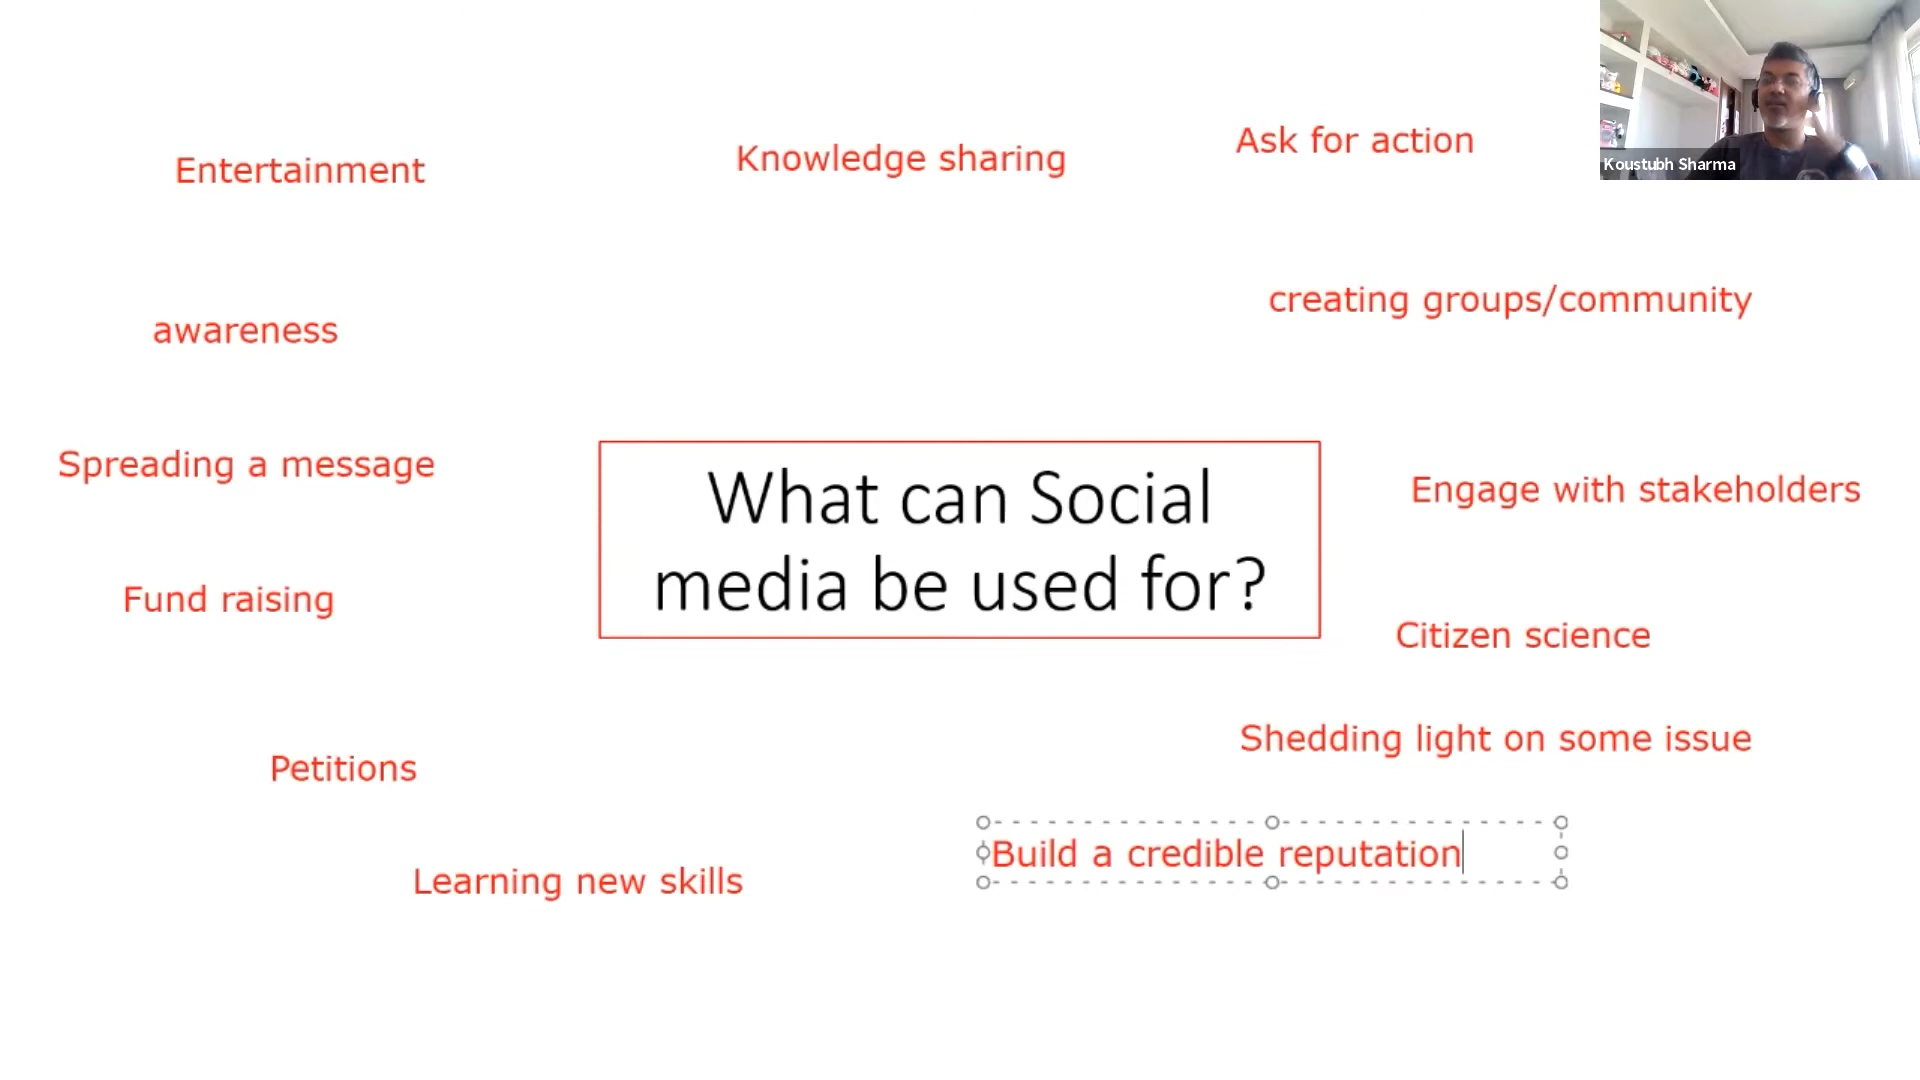 Entertainment
Knowledge sharing
Ask for action
Koustubh Sharma
awareness
creating groups/community
Spreading a message
What can Social
media be used for?
Engage with stakeholders
Fund raising
Citizen science
Petitions
Shedding light on some issue
Learning new skills
Build a credible reputation